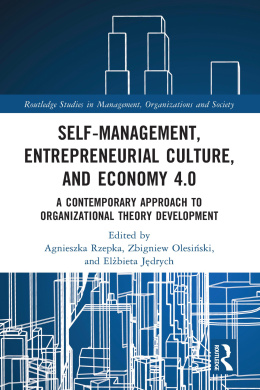 Routledge Studies in Management, Organizations and Society
SELF-MANAGEMENT,
ENTREPRENEURIAL CULTURE,
AND ECONOMY 4.0
A CONTEMPORARY APPROACH TO
ORGANIZATIONAL THEORY DEVELOPMENT
Edited by
Agnieszka Rzepka, Zbigniew Olesiński,
and Elżbieta Jędrych
ROUTLEDGE